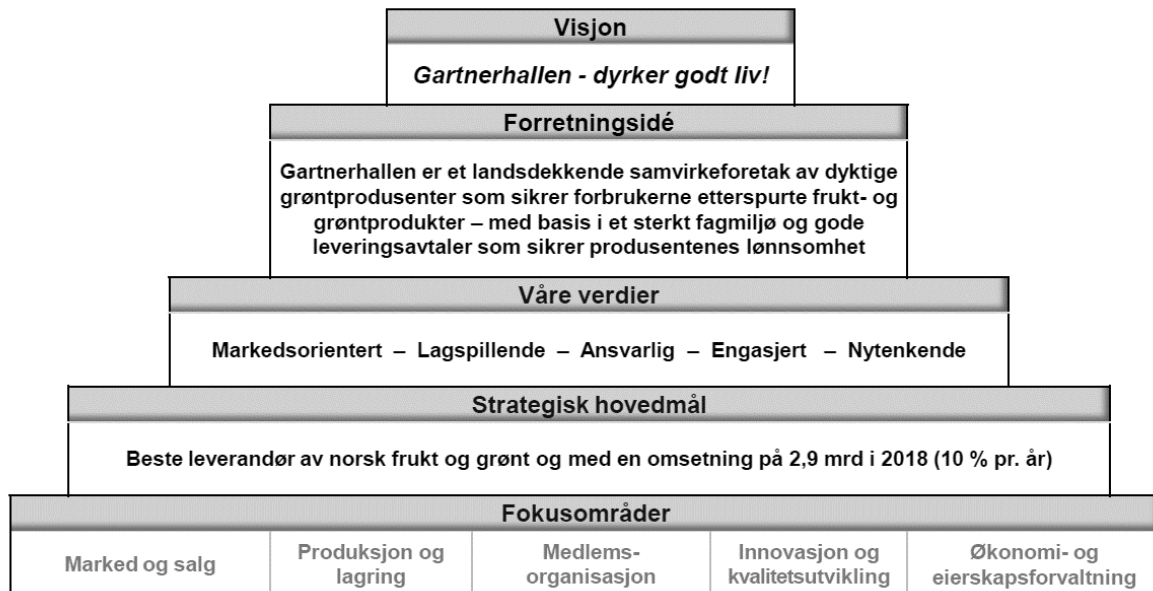 Visjon
Gartnerhallen - dyrker godt liv!
Forretningsidé
Gartnerhallen er et landsdekkende samvirkeforetak av dyktige
grøntprodusenter som sikrer forbrukerne etterspurte frukt- og
grøntprodukter – med basis i et sterkt fagmiljø og gode
leveringsavtaler som sikrer produsentenes lønnsomhet
Våre verdier
Markedsorientert – Lagspillende – Ansvarlig – Engasjert – Nytenkende
Strategisk hovedmål
Beste leverandør av norsk frukt og grønt og med en omsetning på 2,9 mrd i 2018 (10 % pr. år)
Fokusområder
Marked og salg
Produksjon og
lagring
Medlems-
organisasjon
Innovasjon og
kvalitetsutvikling
Økonomi- og
eierskapsforvaltning